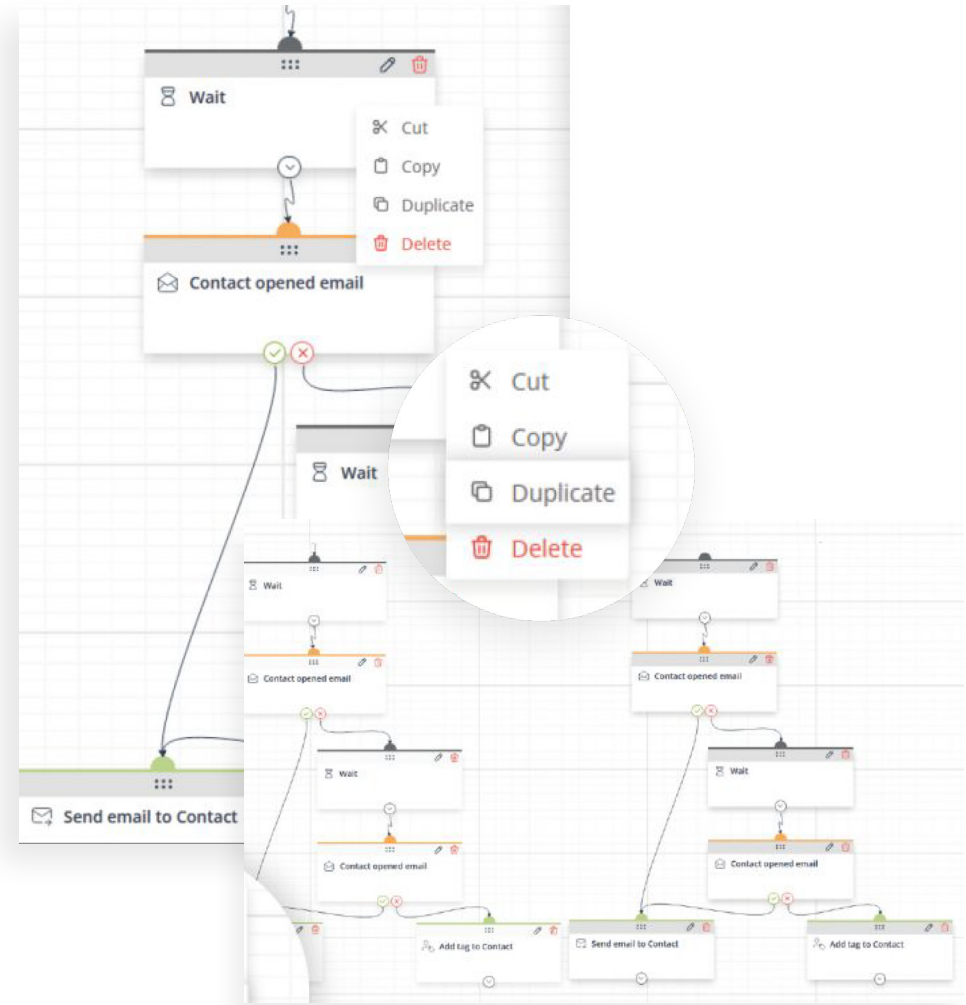 Wait
Cut
Copy
Duplicate
Delete
Contact opened email
Wait
Cut
Copy
Duplicate
Delete
Send email to Contact
Wait
Contact opened email
Wait
Contact opened email
Add tag to Contact
Wait
Contact opened email
Wait
Contact opened email
Send email to Contact
Add tag to Contact